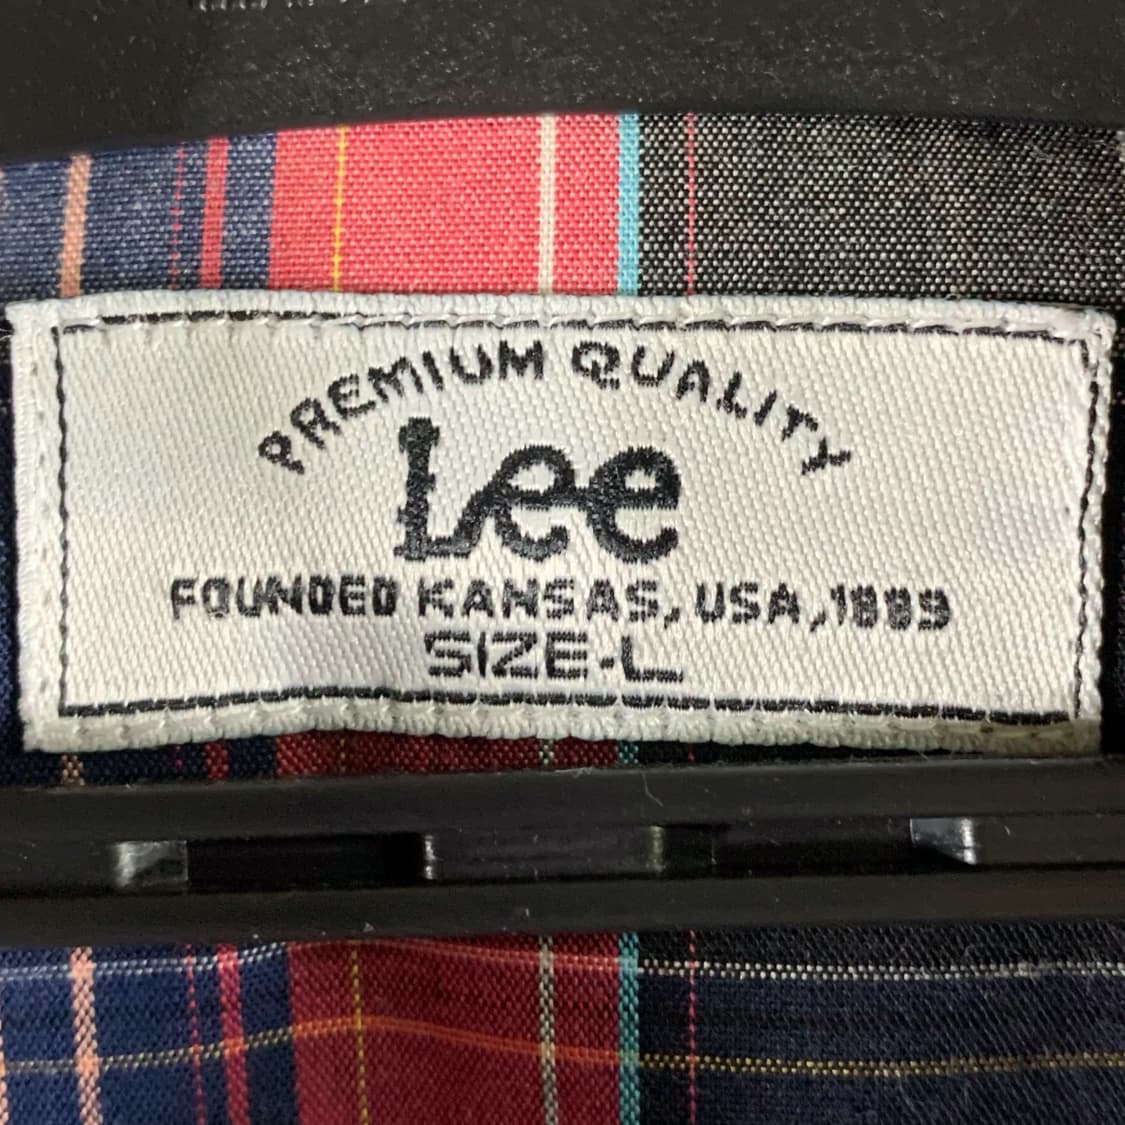 PREMIUM QUALITY
Lee
FOUNDED KANSAS, USA, 1889
SIZE-L